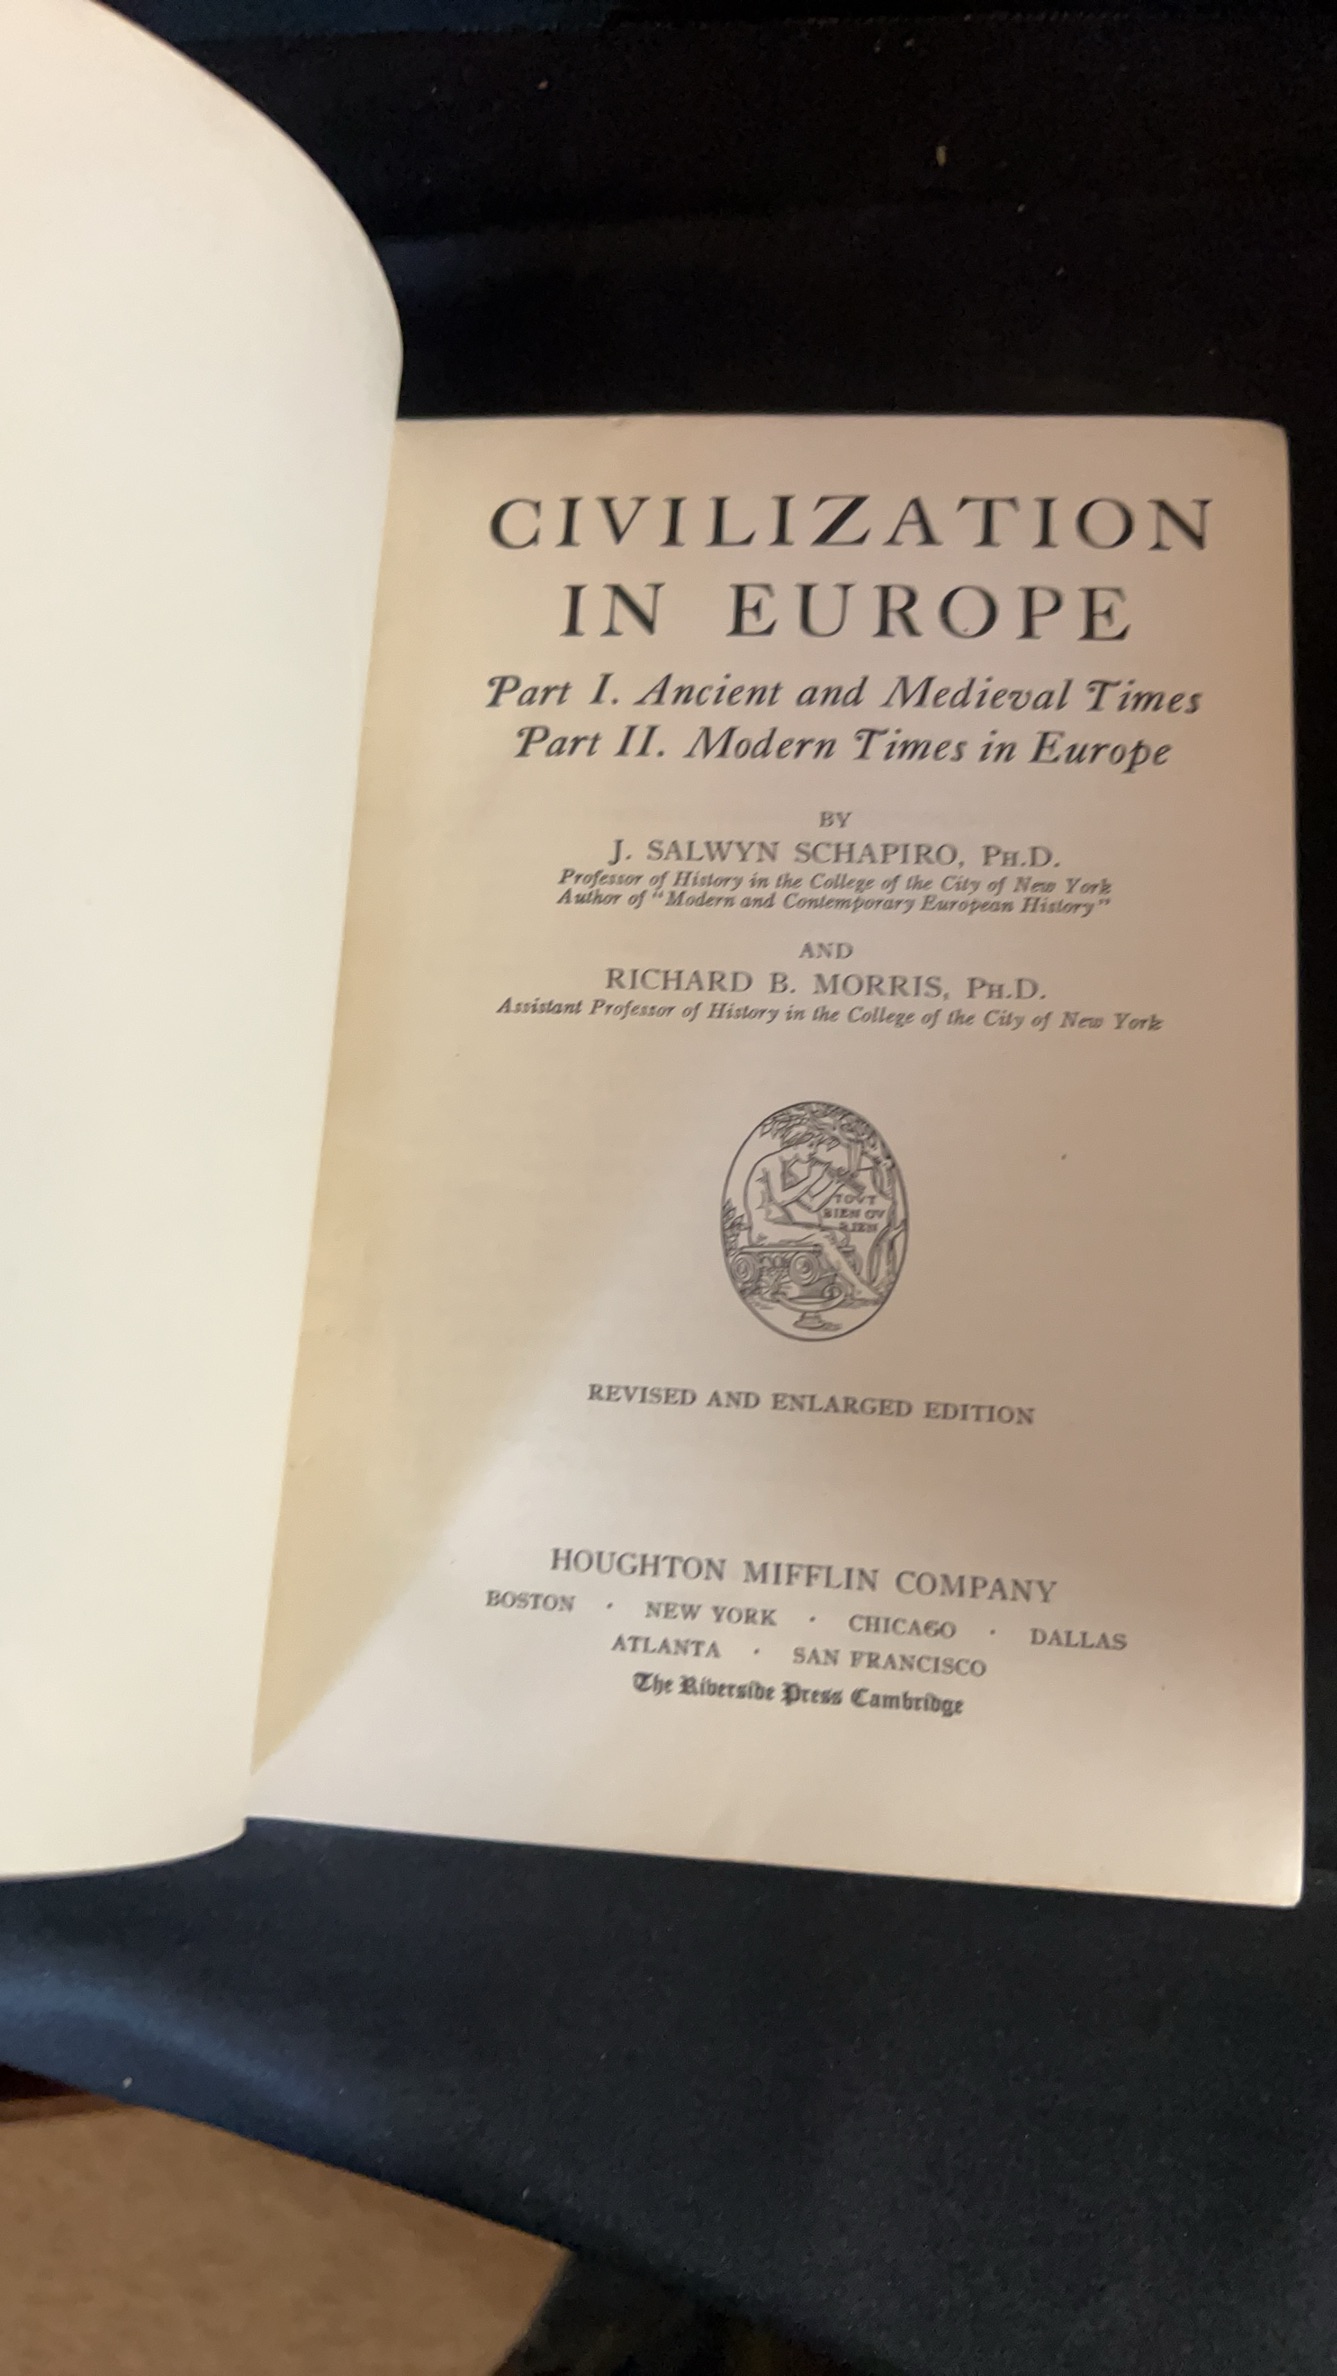 CIVILIZATION
IN EUROPE
Part I. Ancient and Medieval Times
Part II. Modern Times in Europe
BY
J. SALWYN SCHAPIRO, PH.D.
Professor of History in the College of the City of New York
Author of "Modern and Contemporary European History"
AND
RICHARD B. MORRIS, PH.D.
Assistant Professor of History in the College of the City of New York
TOVT
BIEN OV
RIEN
REVISED AND ENLARGED EDITION
HOUGHTON MIFFLIN COMPANY
BOSTON · NEW YORK · CHICAGO · DALLAS
ATLANTA · SAN FRANCISCO
The Riverside Press Cambridge